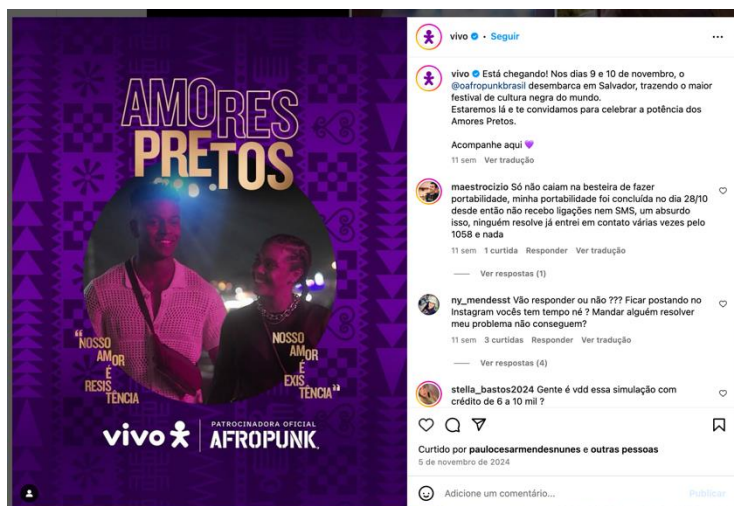 AMORES
PRETOS
“NOSSO
AMOR
É
RESIS
TÊNCIA
NOSSO
AMOR
É
EXIS
TÊNCIA”
vivo
PATROCINADORA OFICIAL
AFROPUNK.
vivo • Seguir
vivo Está chegando! Nos dias 9 e 10 de novembro, o
@oafropunkbrasil desembarca em Salvador, trazendo o maior
festival de cultura negra do mundo.
Estaremos lá e te convidamos para celebrar a potência dos
Amores Pretos.
Acompanhe aqui 💜
11 sem Ver tradução
maestrocizio Só não caiam na besteira de fazer
portabilidade, minha portabilidade foi concluída no dia 28/10
desde então não recebo ligações nem SMS, um absurdo
isso, ninguém resolve já entrei em contato várias vezes pelo
1058 e nada
11 sem 1 curtida Responder Ver tradução
Ver respostas (1)
ny_mendesst Vão responder ou não ??? Ficar postando no
Instagram vocês tem tempo né ? Mandar alguém resolver
meu problema não conseguem?
11 sem 3 curtidas Responder Ver tradução
Ver respostas (4)
stella_bastos2024 Gente é vdd essa simulação com
crédito de 6 a 10 mil ?
Curtido por paulocesarmendesnunes e outras pessoas
5 de novembro de 2024
Adicione um comentário... Publicar